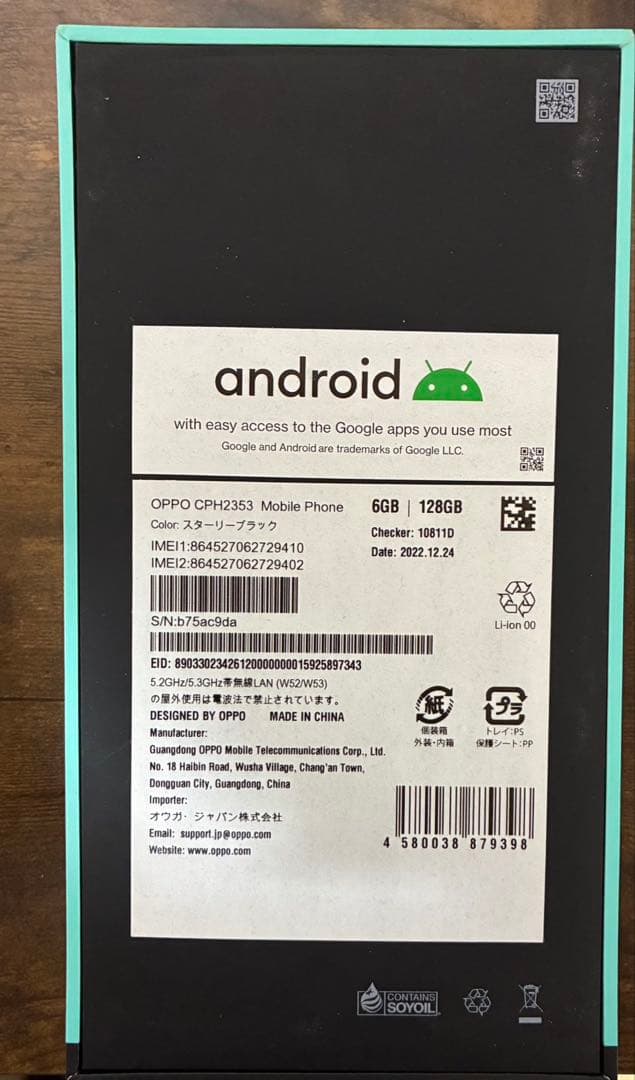 android
with easy access to the Google apps you use most
Google and Android are trademarks of Google LLC.
OPPO CPH2353 Mobile Phone 6GB | 128GB
Color: スターリーブラック
Checker: 10811D
IMEI1:864527062729410
Date: 2022.12.24
IMEI2:864527062729402
S/N:b75ac9da
Li-ion 00
EID: 89033023426120000000015925897343
5.2GHz/5.3GHz帯無線LAN (W52/W53)
の屋外使用は電波法で禁止されています。
DESIGNED BY OPPO MADE IN CHINA
Manufacturer:
Guangdong OPPO Mobile Telecommunications Corp., Ltd.
No. 18 Haibin Road, Wusha Village, Chang'an Town,
Dongguan City, Guangdong, China
Importer:
オウガ・ジャパン株式会社
Email: support.jp@oppo.com
Website: www.oppo.com
紙
個装箱
外装・内箱
プラ
トレイ:PS
保護シート:PP
4 580038 879398
CONTAINS
SOYOIL